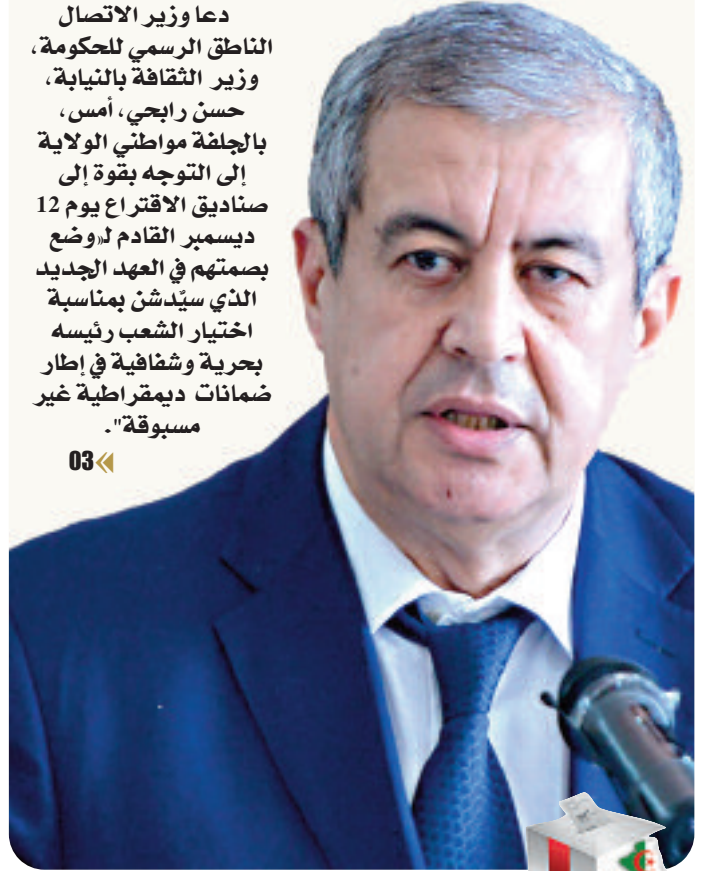 دعا وزير الاتصال
الناطق الرسمي للحكومة،
وزير الثقافة بالنيابة،
حسن رابحي، أمس،
بالجلفة مواطني الولاية
إلى التوجه بقوة إلى
صناديق الاقتراع يوم 12
ديسمبر القادم لـ«وضع
بصمتهم في العهد الجديد
الذي سيّدشن بمناسبة
اختيار الشعب رئيسه
بحرية وشفافية في إطار
ضمانات ديمقراطية غير
مسبوقة".
03